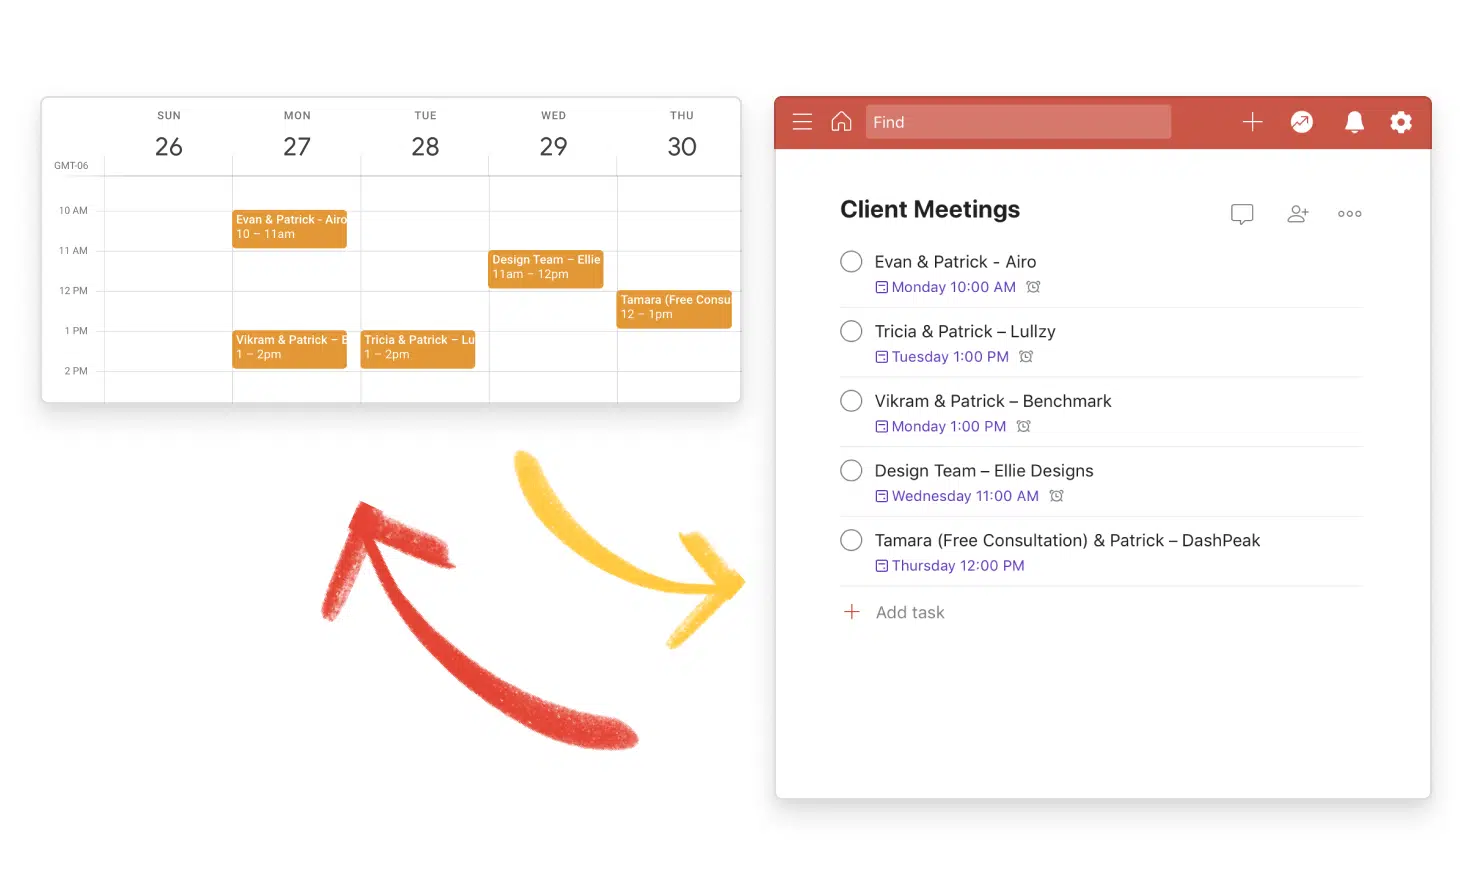 SUN MON TUE WED THU
26 27 28 29 30
GMT-06
10 AM
Evan & Patrick - Airo
10 – 11am
11 AM
Design Team – Ellie
11am – 12pm
12 PM
Tamara (Free Consu
12 – 1pm
1 PM
Vikram & Patrick – B
1 – 2pm
Tricia & Patrick – Lu
1 – 2pm
2 PM
Find
Client Meetings
Evan & Patrick - Airo
Monday 10:00 AM
Tricia & Patrick – Lullzy
Tuesday 1:00 PM
Vikram & Patrick – Benchmark
Monday 1:00 PM
Design Team – Ellie Designs
Wednesday 11:00 AM
Tamara (Free Consultation) & Patrick – DashPeak
Thursday 12:00 PM
Add task